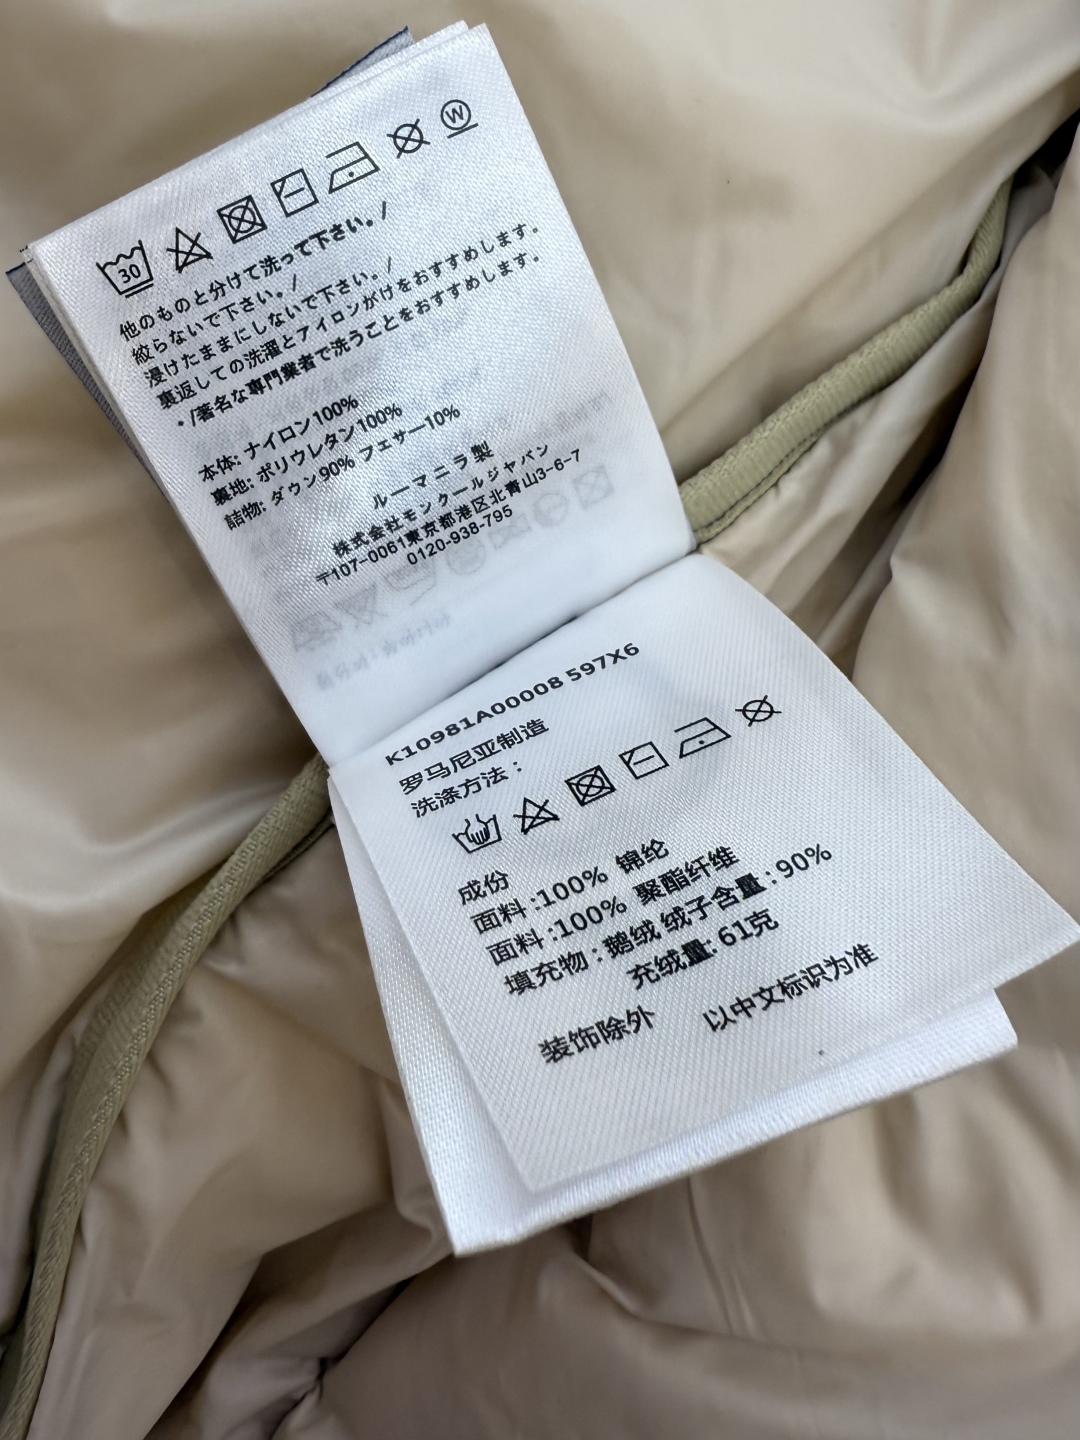 30
W
他のものと分けて洗って下さい。/
絞らないで下さい。/
浸けたままにしないで下さい。/
裏返しての洗濯とアイロンがけをおすすめします。
・/著名な専門業者で洗うことをおすすめします。
本体: ナイロン100%
裏地: ポリウレタン100%
詰物: ダウン90% フェサー10%
ルーマニラ製
株式会社モンクールジャパン
〒107-0061東京都港区北青山3-6-7
0120-938-795
K10981A00008 597X6
罗马尼亚制造
洗涤方法：
成份
面料:100% 锦纶
面料:100% 聚酯纤维
填充物：鹅绒 绒子含量：90%
充绒量: 61克
装饰除外 以中文标识为准